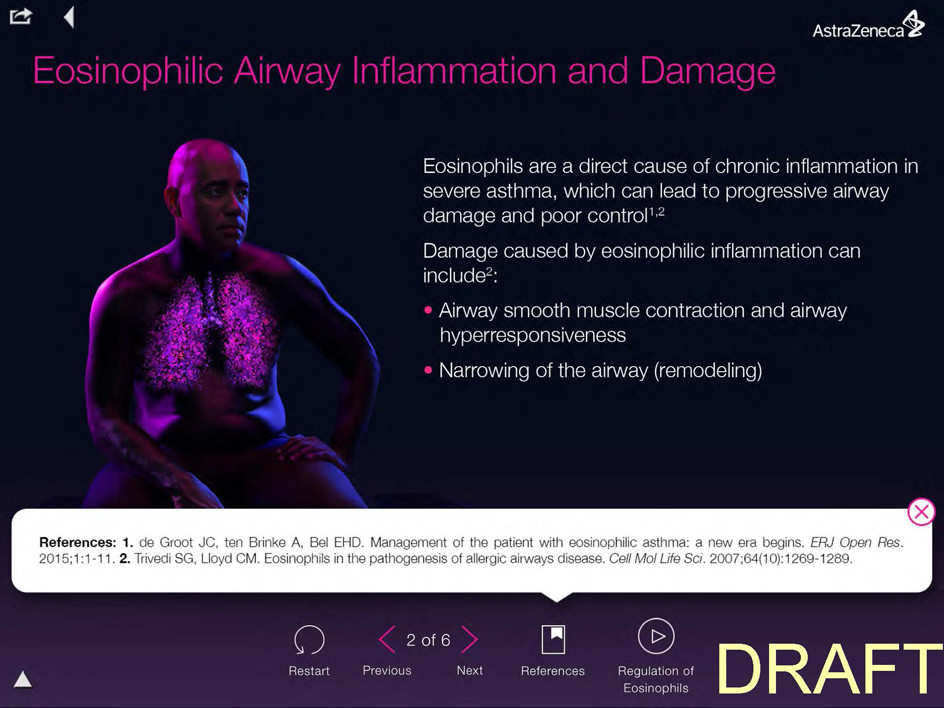 AstraZeneca
Eosinophilic Airway Inflammation and Damage
Eosinophils are a direct cause of chronic inflammation in
severe asthma, which can lead to progressive airway
damage and poor control1,2
Damage caused by eosinophilic inflammation can
include2:
• Airway smooth muscle contraction and airway
hyperresponsiveness
• Narrowing of the airway (remodeling)
References: 1. de Groot JC, ten Brinke A, Bel EHD. Management of the patient with eosinophilic asthma: a new era begins. ERJ Open Res.
2015;1:1-11. 2. Trivedi SG, Lloyd CM. Eosinophils in the pathogenesis of allergic airways disease. Cell Mol Life Sci. 2007;64(10):1269-1289.
2 of 6
Restart
Previous
Next
References
Regulation of
Eosinophils
DRAFT